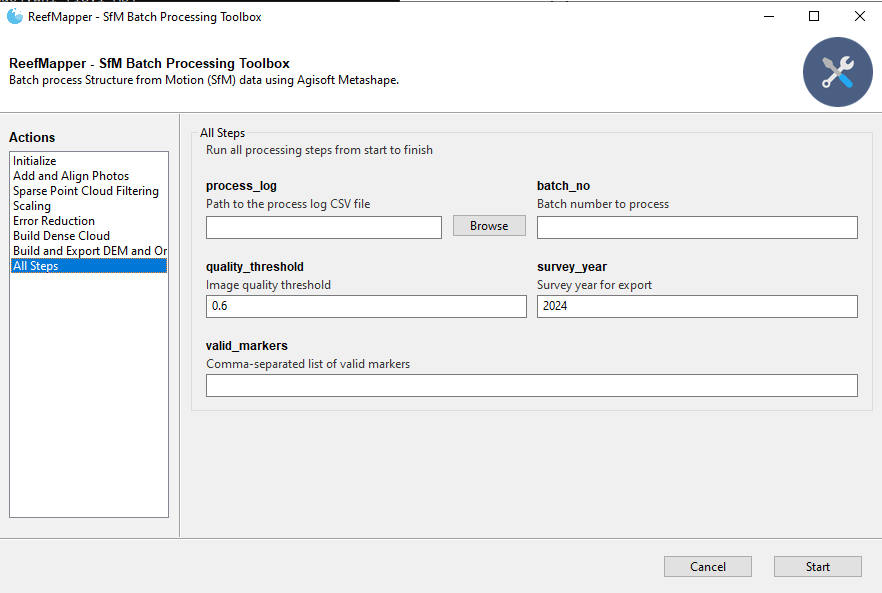 ReefMapper - SfM Batch Processing Toolbox
ReefMapper - SfM Batch Processing Toolbox
Batch process Structure from Motion (SfM) data using Agisoft Metashape.
Actions
Initialize
Add and Align Photos
Sparse Point Cloud Filtering
Scaling
Error Reduction
Build Dense Cloud
Build and Export DEM and Or
All Steps
All Steps
Run all processing steps from start to finish
process_log
Path to the process log CSV file
Browse
batch_no
Batch number to process
quality_threshold
Image quality threshold
0.6
survey_year
Survey year for export
2024
valid_markers
Comma-separated list of valid markers
Cancel
Start